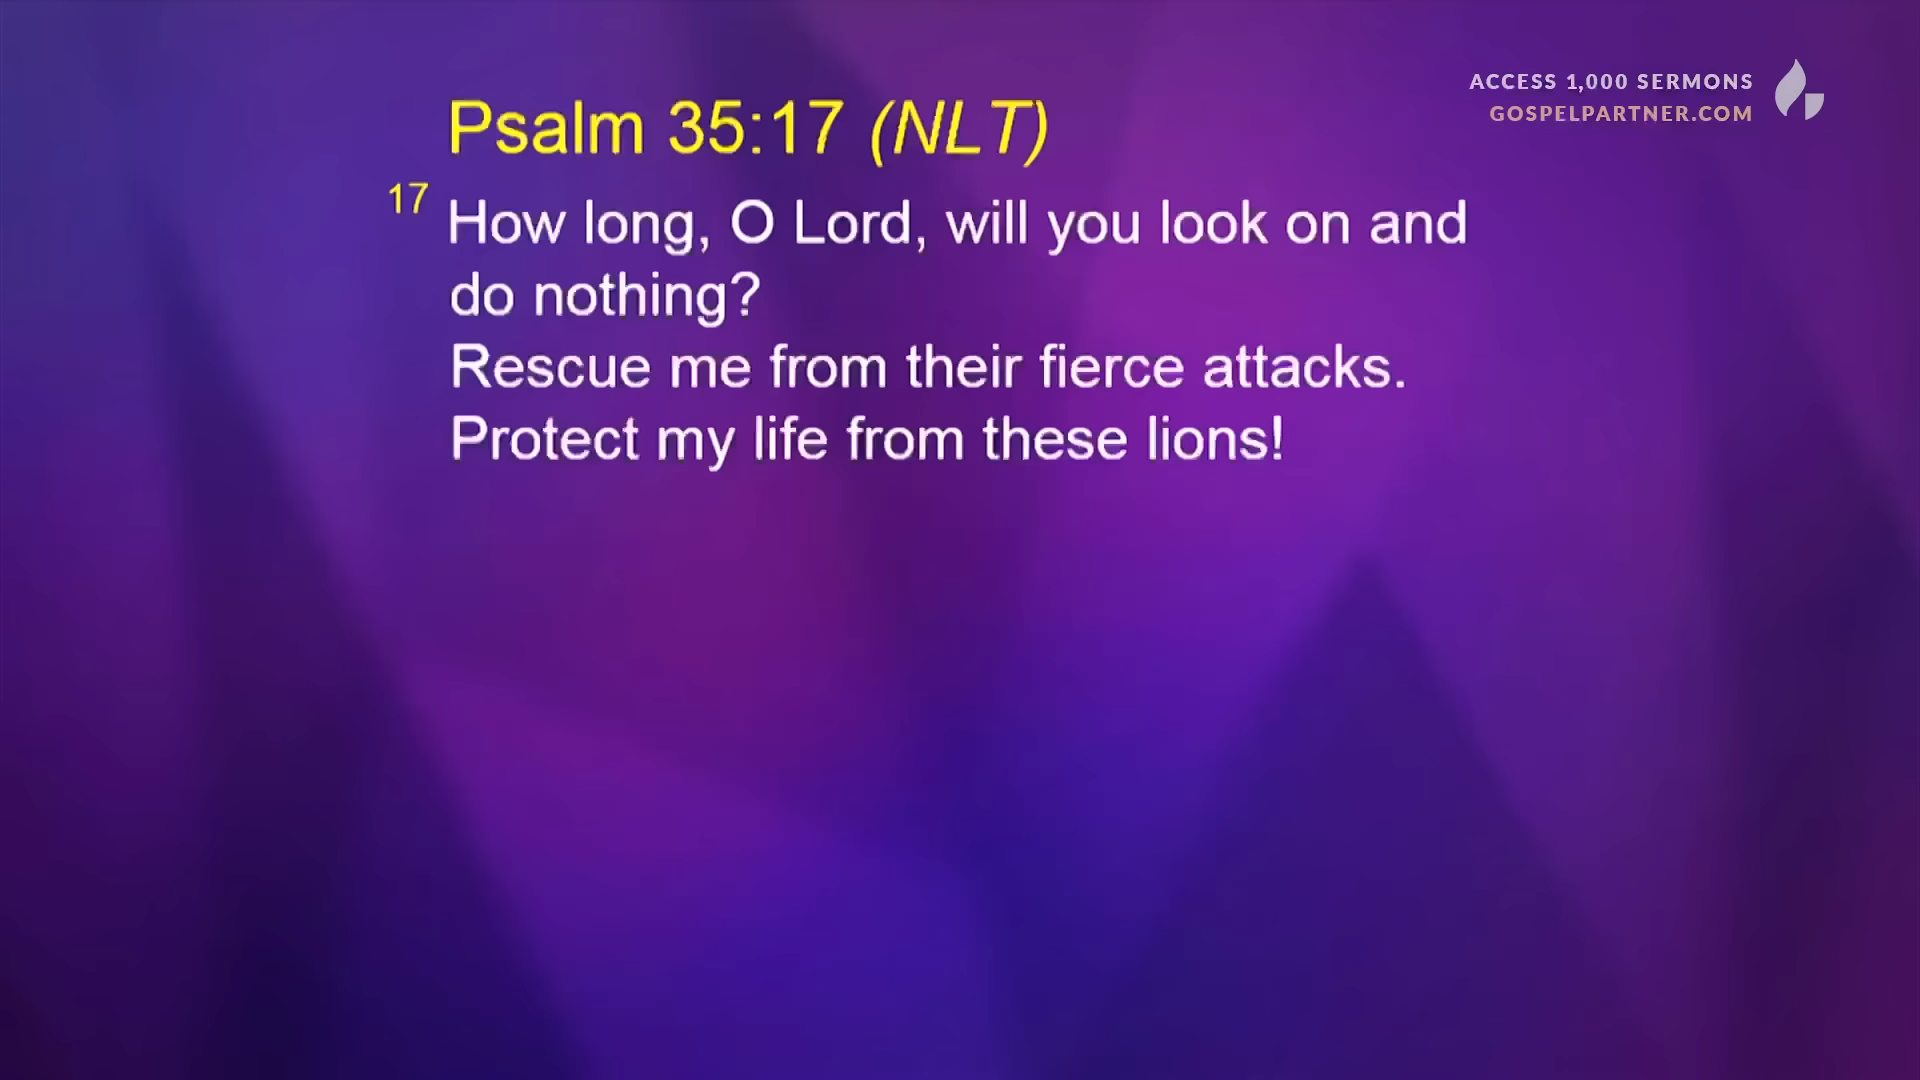 ACCESS 1,000 SERMONS
GOSPELPARTNER.COM
Psalm 35:17 (NLT)
17 How long, O Lord, will you look on and
do nothing?
Rescue me from their fierce attacks.
Protect my life from these lions!